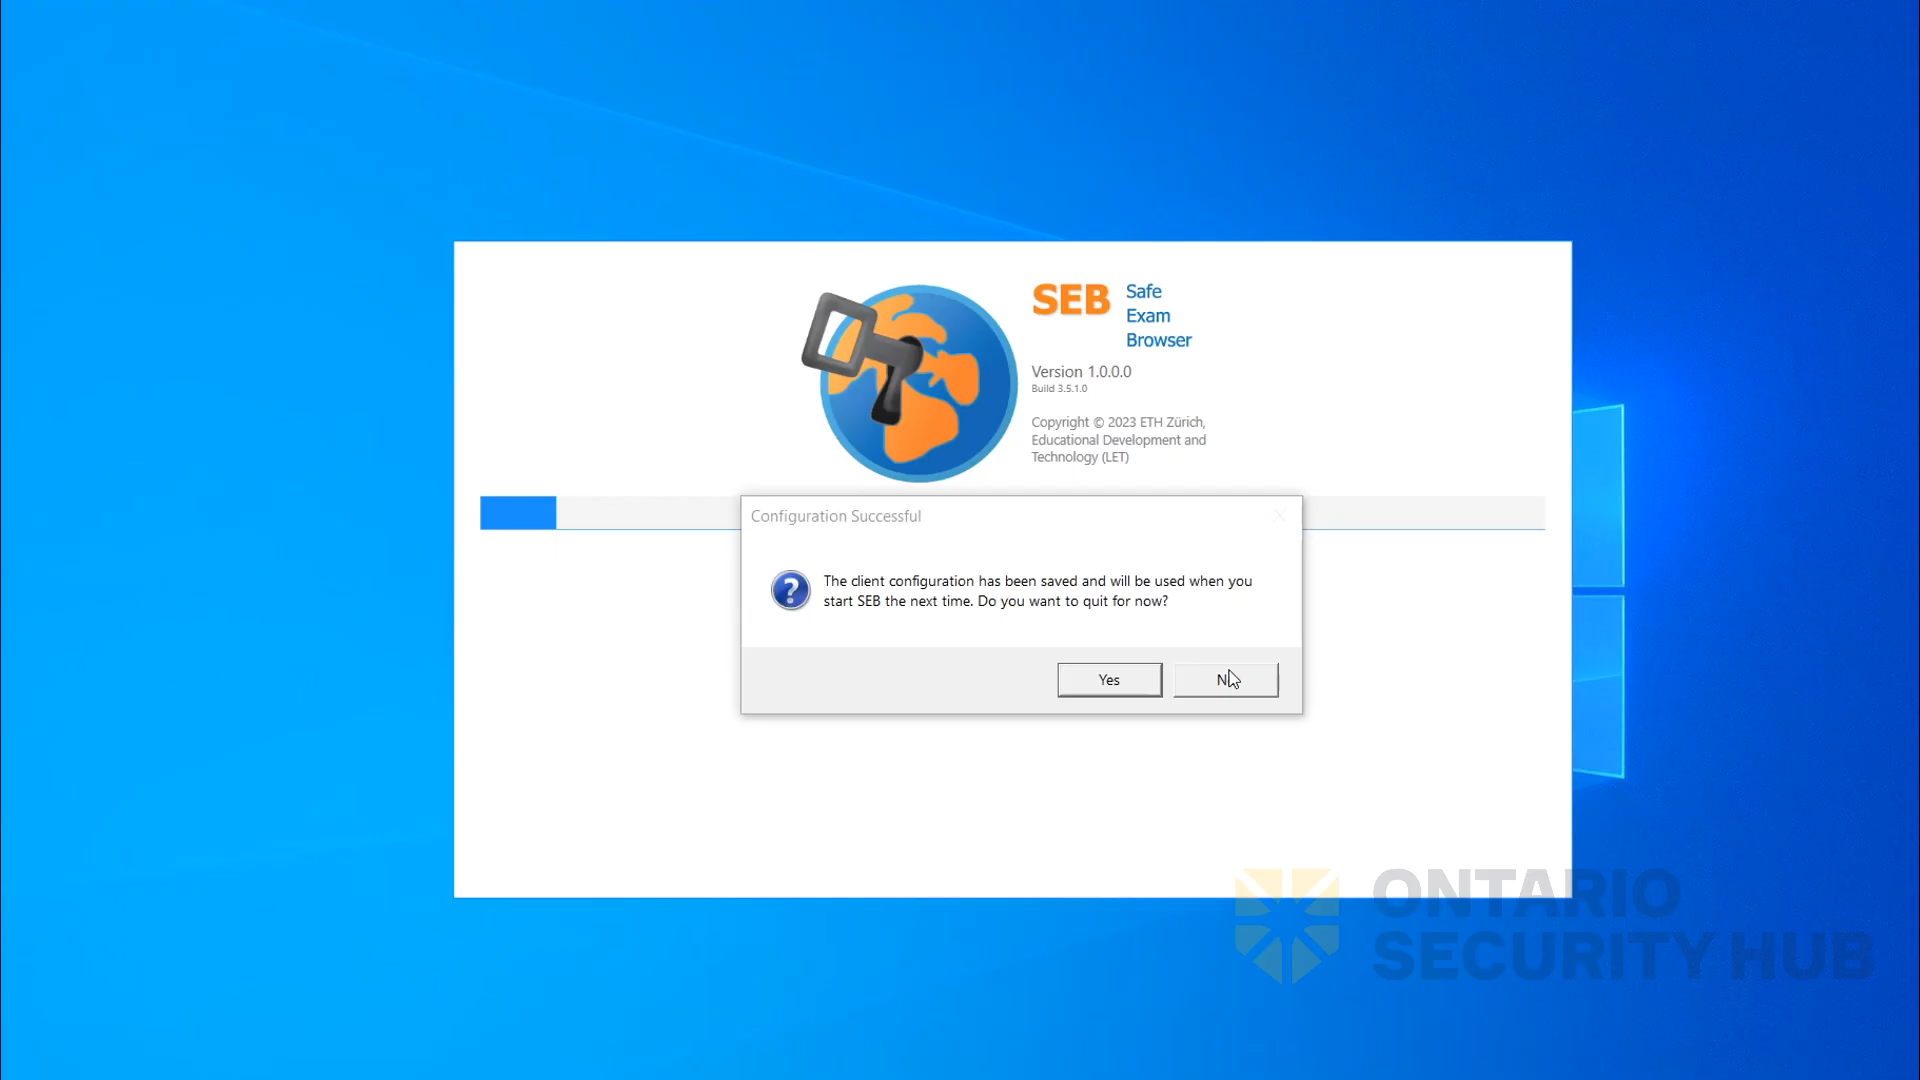 SEB Safe
Exam
Browser
Version 1.0.0.0
Build 3.5.1.0
Copyright © 2023 ETH Zürich,
Educational Development and
Technology (LET)
Configuration Successful
The client configuration has been saved and will be used when you
start SEB the next time. Do you want to quit for now?
Yes
ONTARIO
SECURITY HUB